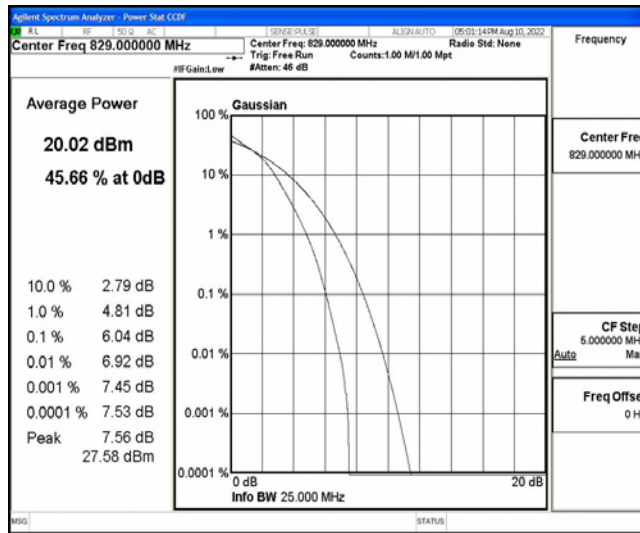 Agilent Spectrum Analyzer - Power Stat CCDF
RL RF 50 Ω AC SENSE:PULSE ALIGN AUTO 05:01:14 PM Aug 10, 2022
Center Freq 829.000000 MHz
Center Freq: 829.000000 MHz Radio Std: None
Trig: Free Run Counts:1.00 M/1.00 Mpt
#IFGain:Low #Atten: 46 dB
Frequency
Average Power
20.02 dBm
45.66 % at 0dB
10.0 % 2.79 dB
1.0 % 4.81 dB
0.1 % 6.04 dB
0.01 % 6.92 dB
0.001 % 7.45 dB
0.0001 % 7.53 dB
Peak 7.56 dB
27.58 dBm
Gaussian
100 %
10 %
1 %
0.1 %
0.01 %
0.001 %
0.0001 %
0 dB 20 dB
Info BW 25.000 MHz
Center Fre
829.000000 MH
CF Step
5.000000 MH
Auto Ma
Freq Offse
0 H
MSG STATUS